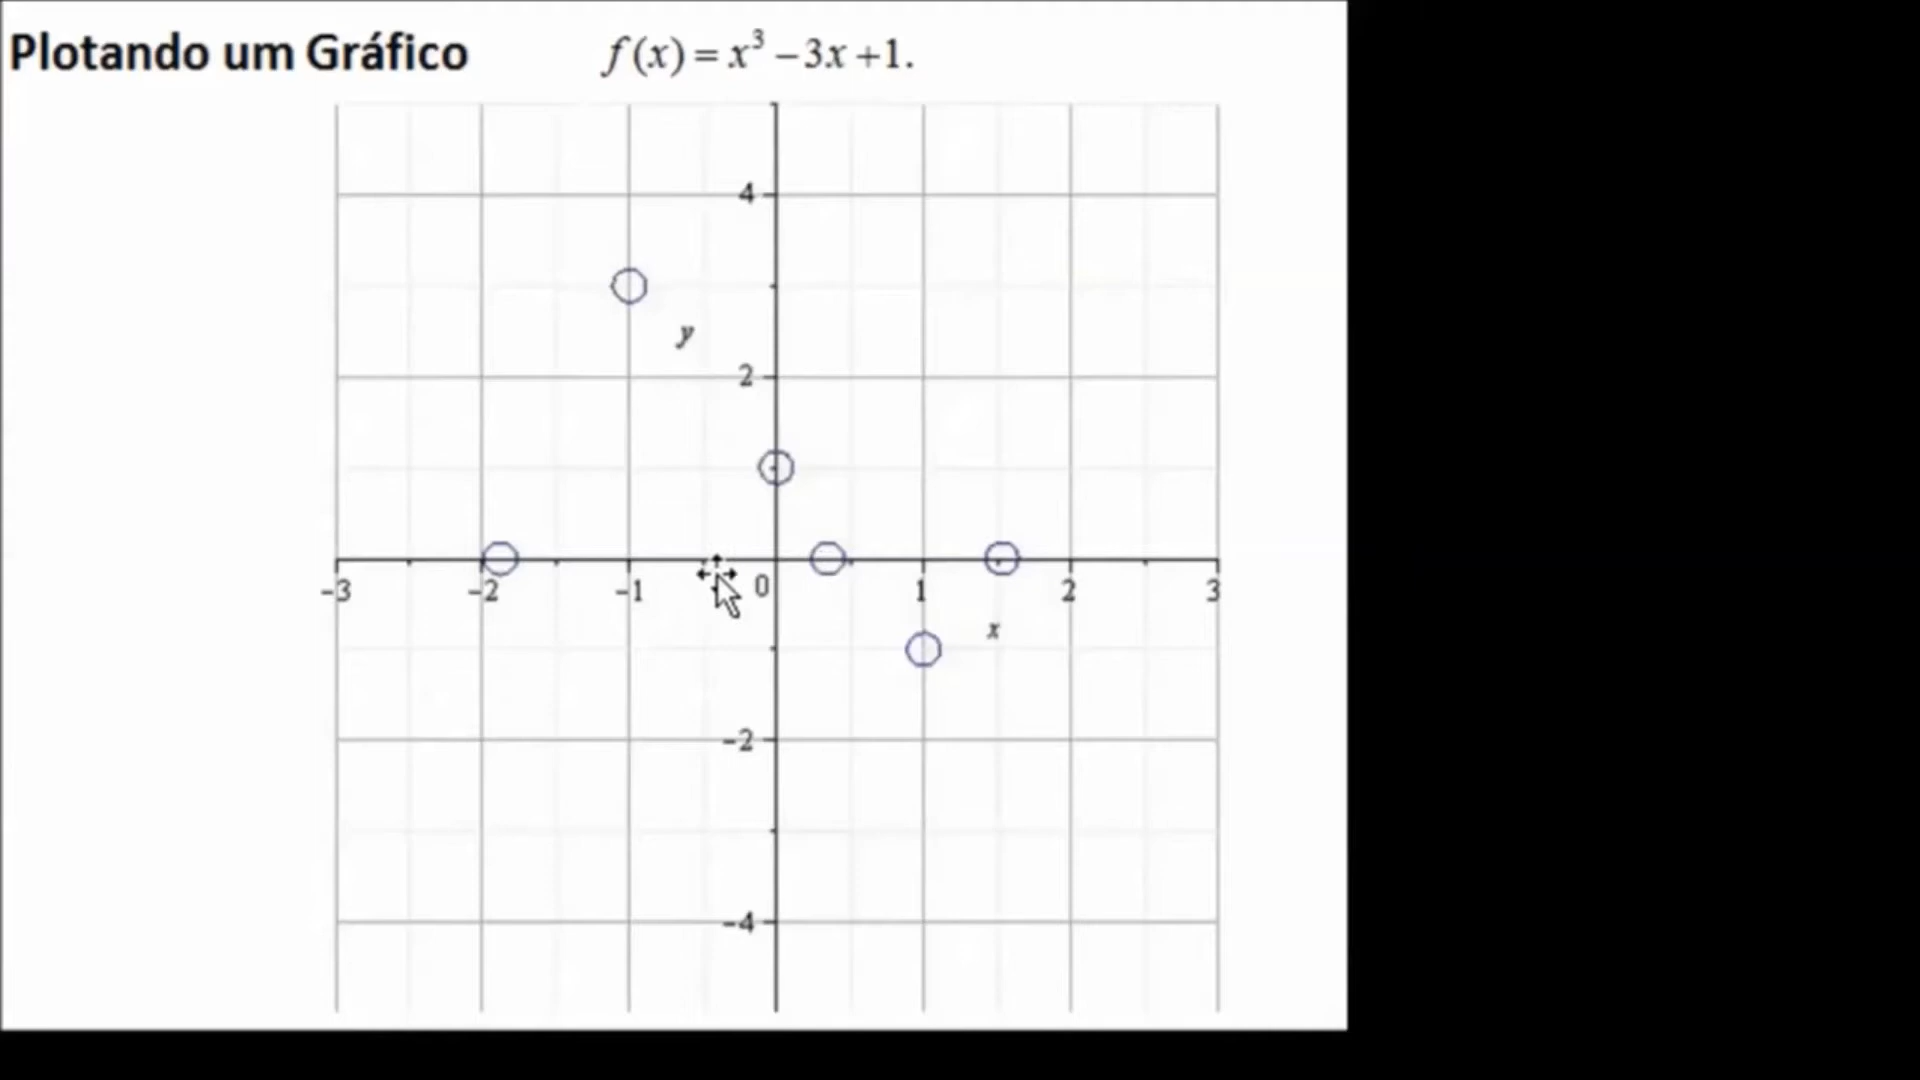 Plotando um Gráfico
f(x) = x³ – 3x + 1.
4
y
2
–3 –2 –1 0 1 2 3
x
–2
–4